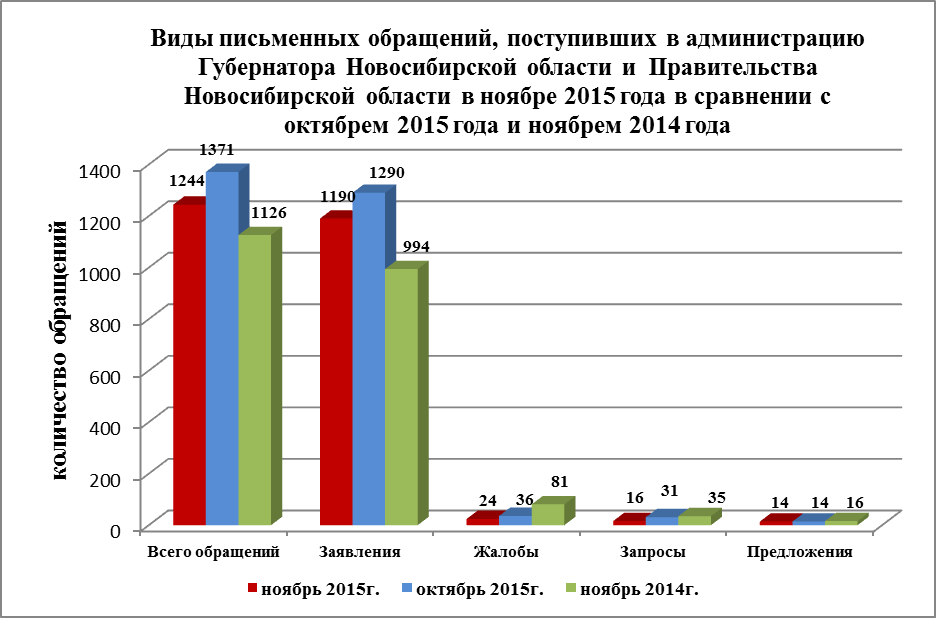 Виды письменных обращений, поступивших в администрацию
Губернатора Новосибирской области и Правительства
Новосибирской области в ноябре 2015 года в сравнении с
октябрем 2015 года и ноябрем 2014 года
количество обращений
1400
1200
1000
800
600
400
200
0
1244
1371
1126
1190
1290
994
24
36
81
16
31
35
14
14
16
Всего обращений
Заявления
Жалобы
Запросы
Предложения
ноябрь 2015г.
октябрь 2015г.
ноябрь 2014г.